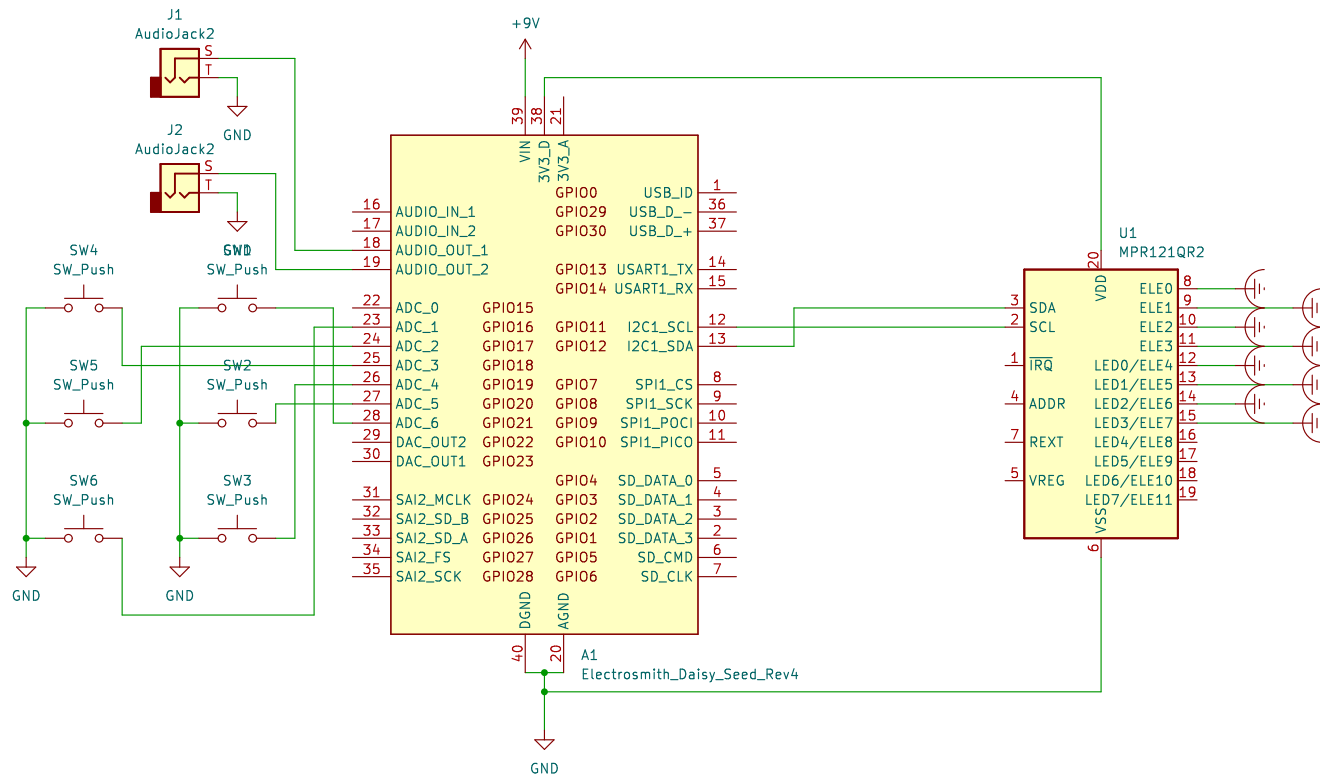 J1
AudioJack2
S
T
GND
J2
AudioJack2
S
T
GND
+9V
39
38
21
VIN
3V3_D
3V3_A
SW4
SW_Push
SW1
SW_Push
SW5
SW_Push
SW2
SW_Push
SW6
SW_Push
SW3
SW_Push
GND
GND
16 AUDIO_IN_1
17 AUDIO_IN_2
18 AUDIO_OUT_1
19 AUDIO_OUT_2
22 ADC_0 GPIO15
23 ADC_1 GPIO16
24 ADC_2 GPIO17
25 ADC_3 GPIO18
26 ADC_4 GPIO19
27 ADC_5 GPIO20
28 ADC_6 GPIO21
29 DAC_OUT2 GPIO22
30 DAC_OUT1 GPIO23
31 SAI2_MCLK GPIO24
32 SAI2_SD_B GPIO25
33 SAI2_SD_A GPIO26
34 SAI2_FS GPIO27
35 SAI2_SCK GPIO28
GPIO0 USB_ID 1
GPIO29 USB_D_- 36
GPIO30 USB_D_+ 37
GPIO13 USART1_TX 14
GPIO14 USART1_RX 15
GPIO11 I2C1_SCL 12
GPIO12 I2C1_SDA 13
GPIO7 SPI1_CS 8
GPIO8 SPI1_SCK 9
GPIO9 SPI1_POCI 10
GPIO10 SPI1_PICO 11
GPIO4 SD_DATA_0 5
GPIO3 SD_DATA_1 4
GPIO2 SD_DATA_2 3
GPIO1 SD_DATA_3 2
GPIO5 SD_CMD 6
GPIO6 SD_CLK 7
DGND
AGND
40
20
A1
Electrosmith_Daisy_Seed_Rev4
GND
U1
MPR121QR2
20
VDD
3 SDA
2 SCL
1 IRQ
4 ADDR
7 REXT
5 VREG
ELE0 8
ELE1 9
ELE2 10
ELE3 11
LED0/ELE4 12
LED1/ELE5 13
LED2/ELE6 14
LED3/ELE7 15
LED4/ELE8 16
LED5/ELE9 17
LED6/ELE10 18
LED7/ELE11 19
VSS
6